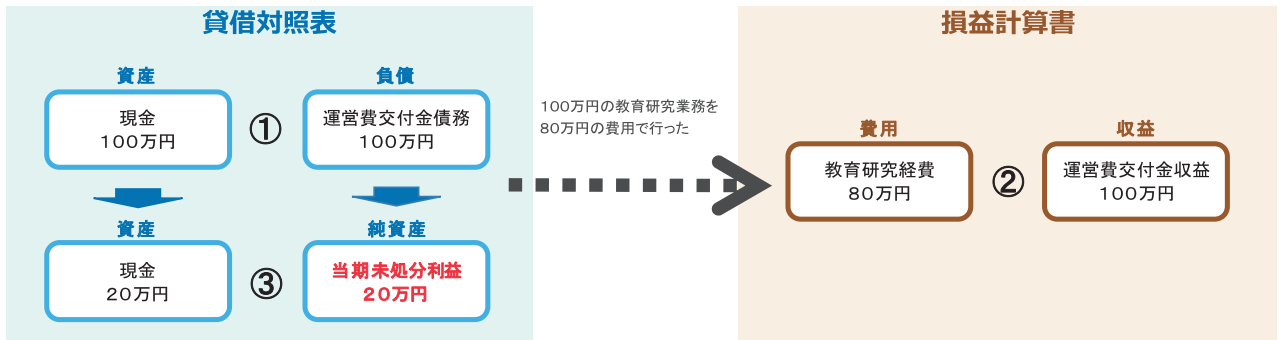 貸借対照表
資産
負債
現金
100万円
①
運営費交付金債務
100万円
資産
純資産
現金
20万円
③
当期未処分利益
20万円
100万円の教育研究業務を
80万円の費用で行った
損益計算書
費用
収益
教育研究経費
80万円
②
運営費交付金収益
100万円